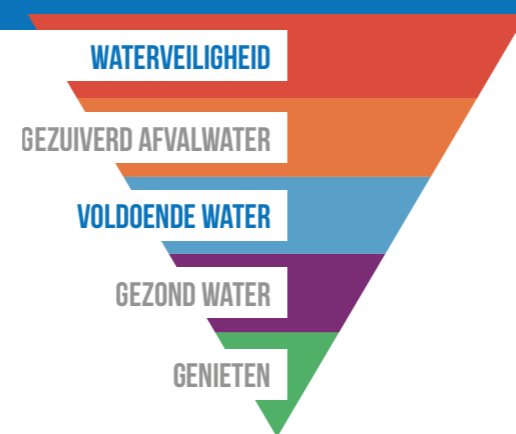 WATERVEILIGHEID
GEZUIVERD AFVALWATER
VOLDOENDE WATER
GEZOND WATER
GENIETEN